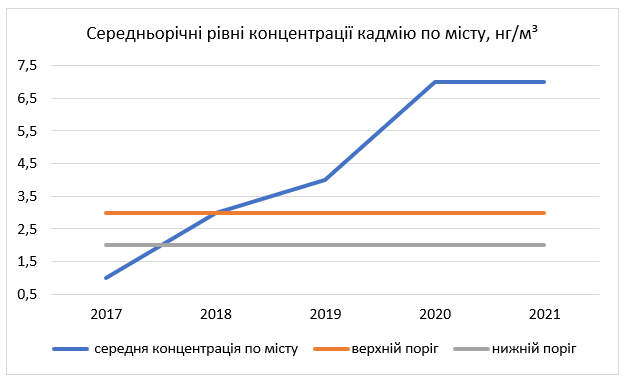 Середньорічні рівні концентрації кадмію по місту, нг/м³
7,5
6,5
5,5
4,5
3,5
2,5
1,5
0,5
2017 2018 2019 2020 2021
середня концентрація по місту верхній поріг нижній поріг